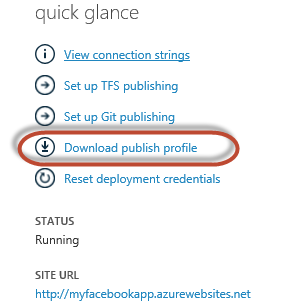 quick glance
View connection strings
Set up TFS publishing
Set up Git publishing
Download publish profile
Reset deployment credentials
STATUS
Running
SITE URL
http://myfacebookapp.azurewebsites.net